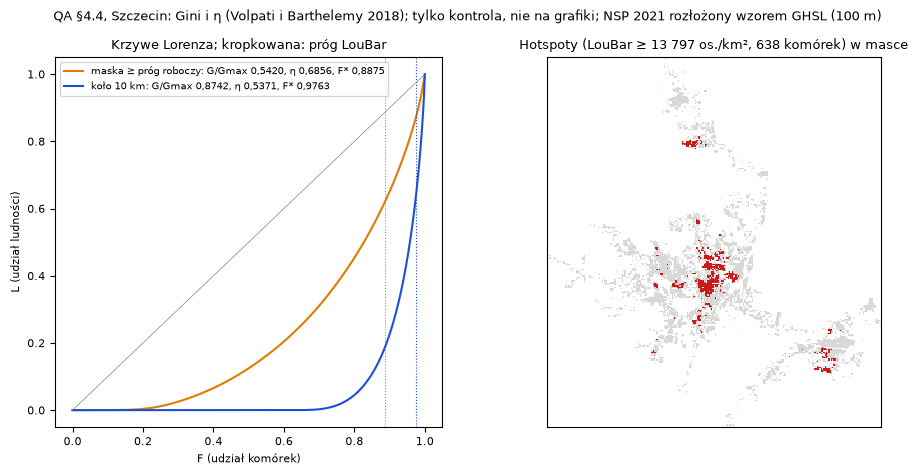 QA §4.4, Szczecin: Gini i η (Volpati i Barthelemy 2018); tylko kontrola, nie na grafiki; NSP 2021 rozłożony wzorem GHSL (100 m)
Krzywe Lorenza; kropkowana: próg LouBar
maska ≥ próg roboczy: G/Gmax 0,5420, η 0,6856, F* 0,8875
koło 10 km: G/Gmax 0,8742, η 0,5371, F* 0,9763
1.0
0.8
0.6
0.4
0.2
0.0
L (udział ludności)
0.0 0.2 0.4 0.6 0.8 1.0
F (udział komórek)
Hotspoty (LouBar ≥ 13 797 os./km², 638 komórek) w masce